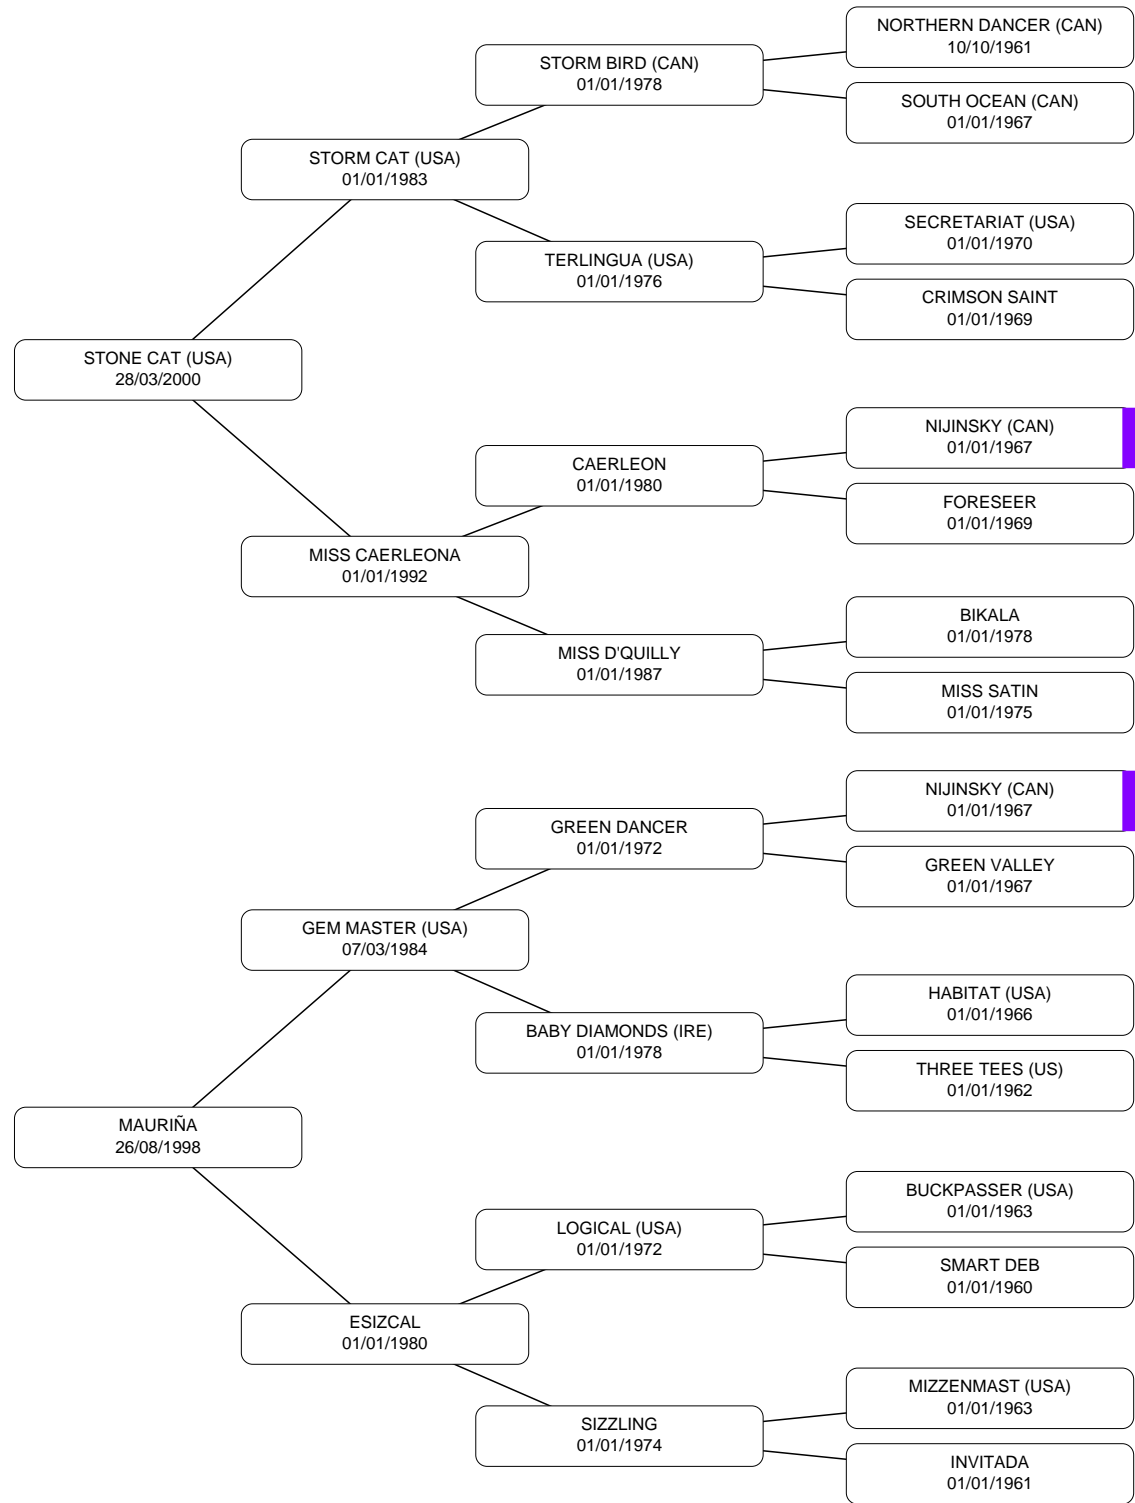 NORTHERN DANCER (CAN)
10/10/1961
STORM BIRD (CAN)
01/01/1978
SOUTH OCEAN (CAN)
01/01/1967
STORM CAT (USA)
01/01/1983
SECRETARIAT (USA)
01/01/1970
TERLINGUA (USA)
01/01/1976
CRIMSON SAINT
01/01/1969
STONE CAT (USA)
28/03/2000
NIJINSKY (CAN)
01/01/1967
CAERLEON
01/01/1980
FORESEER
01/01/1969
MISS CAERLEONA
01/01/1992
BIKALA
01/01/1978
MISS D'QUILLY
01/01/1987
MISS SATIN
01/01/1975
NIJINSKY (CAN)
01/01/1967
GREEN DANCER
01/01/1972
GREEN VALLEY
01/01/1967
GEM MASTER (USA)
07/03/1984
HABITAT (USA)
01/01/1966
BABY DIAMONDS (IRE)
01/01/1978
THREE TEES (US)
01/01/1962
MAURIÑA
26/08/1998
BUCKPASSER (USA)
01/01/1963
LOGICAL (USA)
01/01/1972
SMART DEB
01/01/1960
ESIZCAL
01/01/1980
MIZZENMAST (USA)
01/01/1963
SIZZLING
01/01/1974
INVITADA
01/01/1961